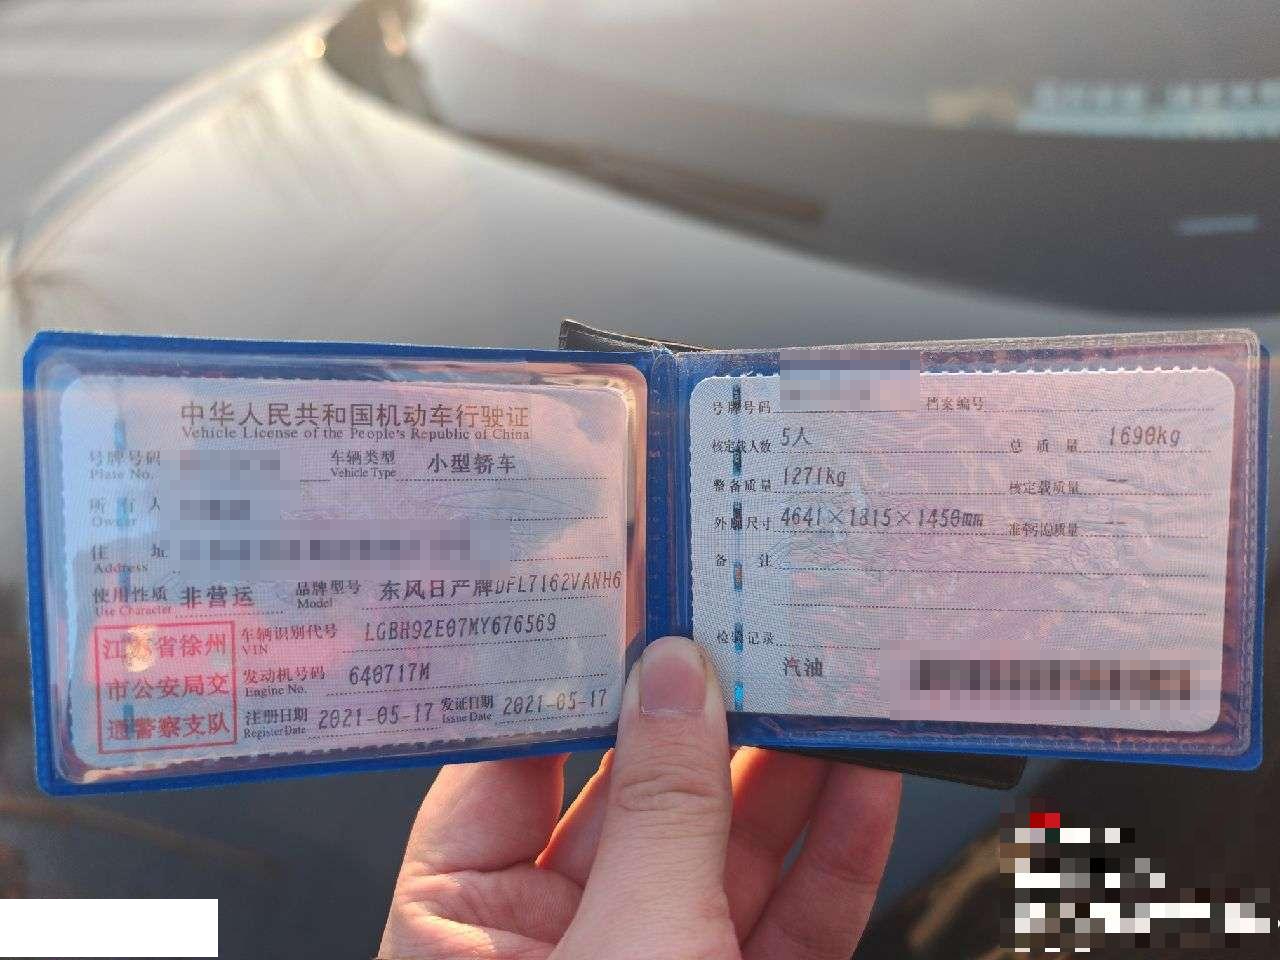 中华人民共和国机动车行驶证
Vehicle License of the People's Republic of China
号牌号码
Plate No.
车辆类型 小型轿车
Vehicle Type
所有人
Owner
住 址
Address
使用性质 非营运
Use Character
品牌型号 东风日产牌DFL7162VANH6
Model
江苏省徐州
市公安局交
通警察支队
车辆识别代号 LGBH92E07MY676569
VIN
发动机号码 640717M
Engine No.
注册日期 2021-05-17
Register Date
发证日期 2021-05-17
Issue Date
号牌号码
档案编号
核定载人数 5人
总质量 1690kg
整备质量 1271kg
核定载质量 --
外廓尺寸 4641×1815×1450mm
准牵引总质量 --
备 注
检验记录
汽油